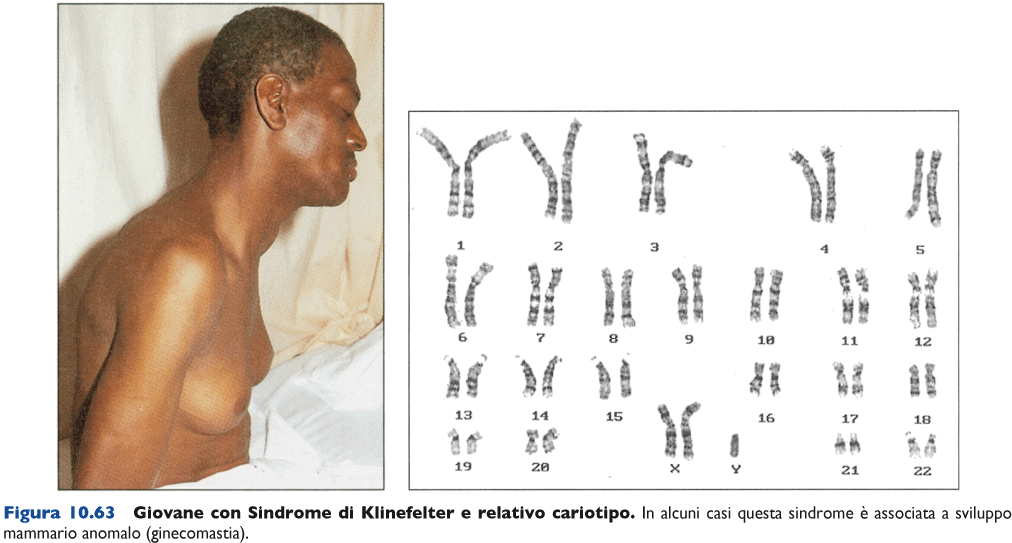 1 2 3 4 5
6 7 8 9 10 11 12
13 14 15 16 17 18
19 20 X Y 21 22
Figura 10.63 Giovane con Sindrome di Klinefelter e relativo cariotipo. In alcuni casi questa sindrome è associata a sviluppo
mammario anomalo (ginecomastia).